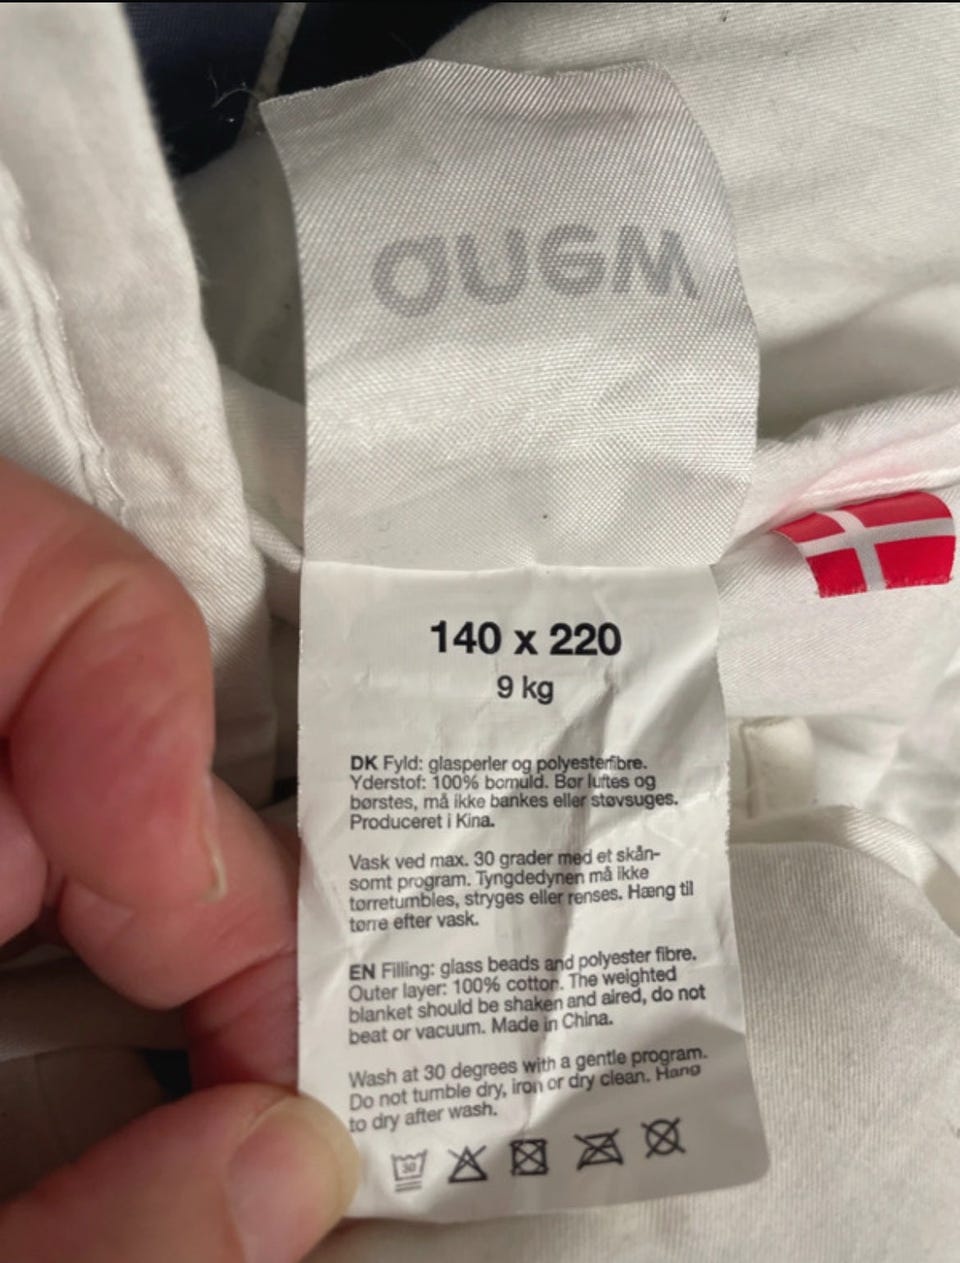 QUGM
140 x 220
9 kg
DK Fyld: glasperler og polyesterfibre.
Yderstof: 100% bomuld. Bør luftes og
børstes, må ikke bankes eller støvsuges.
Produceret i Kina.
Vask ved max. 30 grader med et skån-
somt program. Tyngdedynen må ikke
tørretumbles, stryges eller renses. Hæng til
tørre efter vask.
EN Filling: glass beads and polyester fibre.
Outer layer: 100% cotton. The weighted
blanket should be shaken and aired, do not
beat or vacuum. Made in China.
Wash at 30 degrees with a gentle program.
Do not tumble dry, iron or dry clean. Hang
to dry after wash.
30